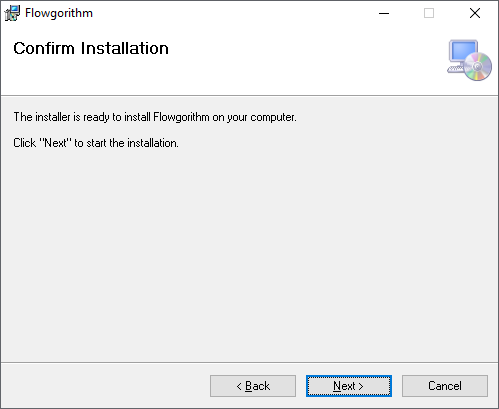 Flowgorithm
Confirm Installation
The installer is ready to install Flowgorithm on your computer.
Click "Next" to start the installation.
< Back
Next >
Cancel